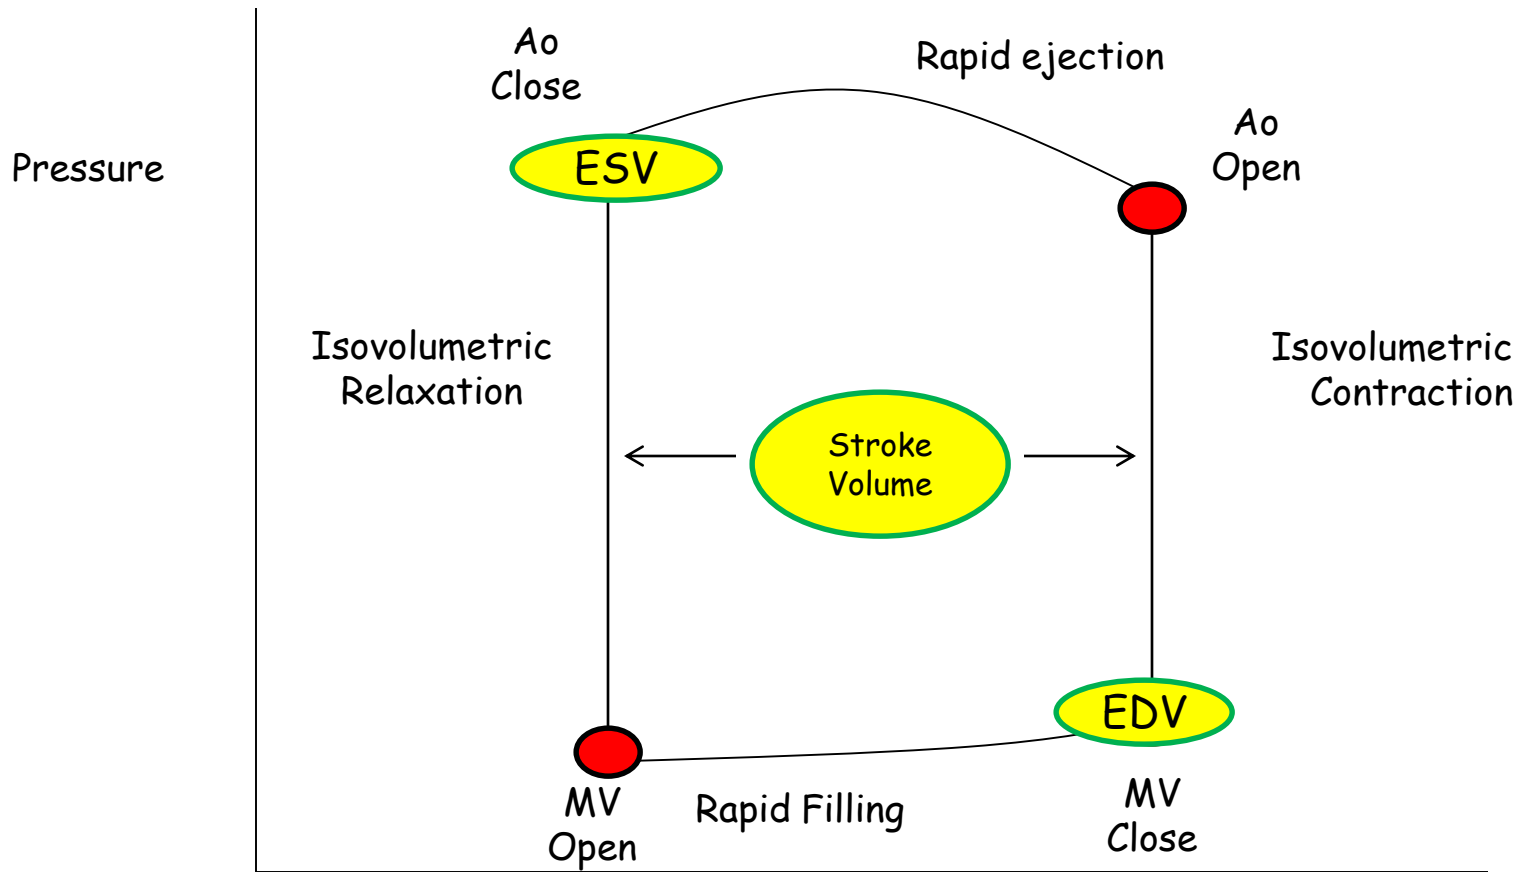 Ao
Close
Rapid ejection
Ao
Open
Pressure
ESV
Isovolumetric
Relaxation
Isovolumetric
Contraction
Stroke
Volume
EDV
MV
Open
Rapid Filling
MV
Close